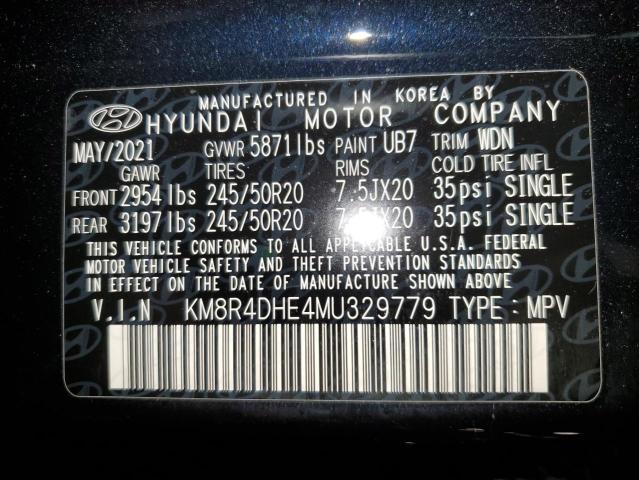 MANUFACTURED IN KOREA BY
HYUNDAI MOTOR COMPANY
MAY/2021 GVWR 5871lbs PAINT UB7 TRIM WDN
GAWR TIRES RIMS COLD TIRE INFL
FRONT 2954lbs 245/50R20 7.5JX20 35psi SINGLE
REAR 3197lbs 245/50R20 7.5JX20 35psi SINGLE
THIS VEHICLE CONFORMS TO ALL APPLICABLE U.S.A. FEDERAL
MOTOR VEHICLE SAFETY AND THEFT PREVENTION STANDARDS
IN EFFECT ON THE DATE OF MANUFACTURE SHOWN ABOVE
V.I.N KM8R4DHE4MU329779 TYPE:MPV